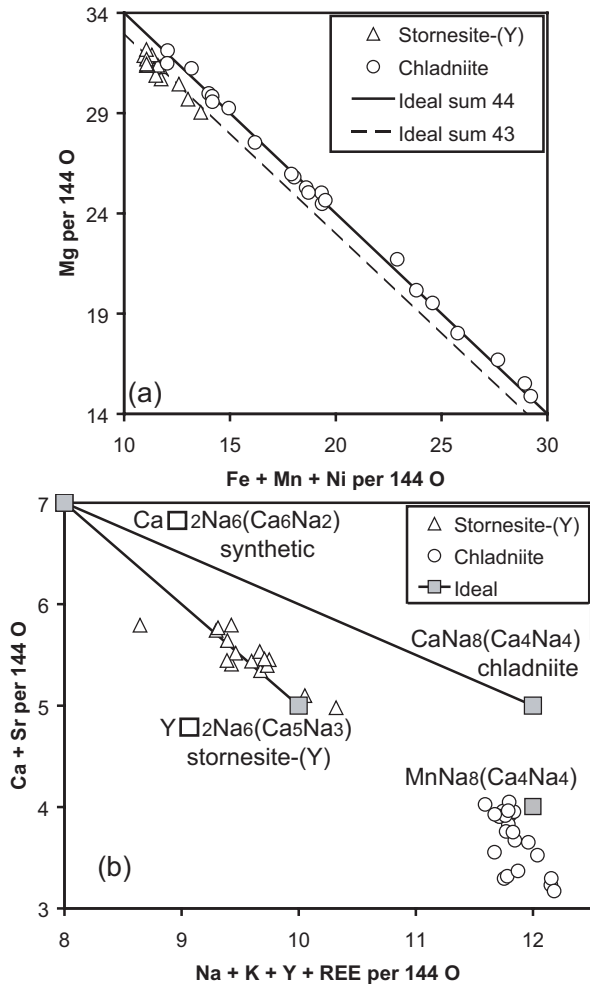 34
29
24
19
14
Mg per 144 O
Stornesite-(Y)
Chladniite
Ideal sum 44
Ideal sum 43
(a)
10 15 20 25 30
Fe + Mn + Ni per 144 O
7
6
5
4
3
Ca + Sr per 144 O
Ca□2Na6(Ca6Na2)
synthetic
Stornesite-(Y)
Chladniite
Ideal
CaNa8(Ca4Na4)
chladniite
Y□2Na6(Ca5Na3)
stornesite-(Y)
MnNa8(Ca4Na4)
(b)
8 9 10 11 12
Na + K + Y + REE per 144 O